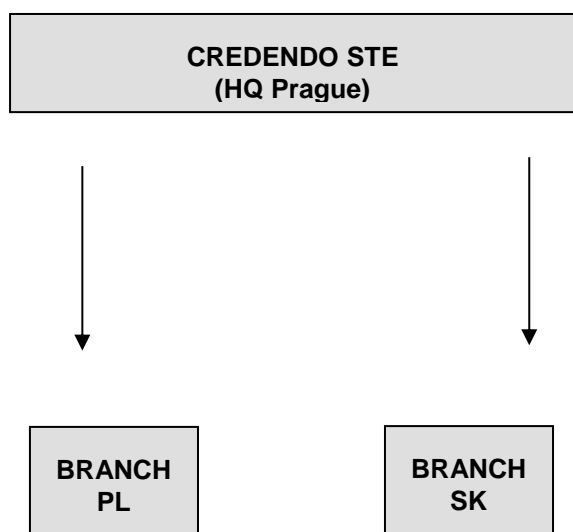 CREDENDO STE
(HQ Prague)
BRANCH
PL
BRANCH
SK